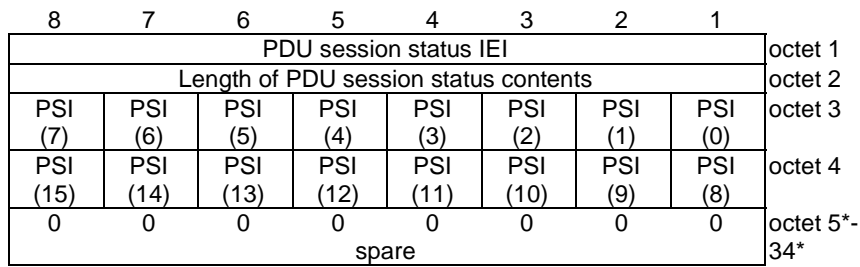 8 7 6 5 4 3 2 1
PDU session status IEI octet 1
Length of PDU session status contents octet 2
PSI PSI PSI PSI PSI PSI PSI PSI octet 3
(7) (6) (5) (4) (3) (2) (1) (0)
PSI PSI PSI PSI PSI PSI PSI PSI octet 4
(15) (14) (13) (12) (11) (10) (9) (8)
0 0 0 0 0 0 0 0 octet 5*-
spare 34*